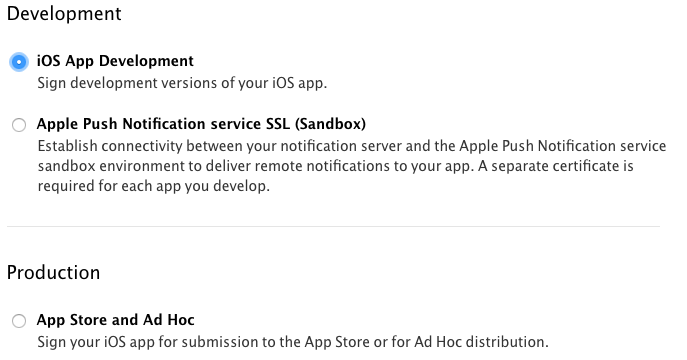 Development
iOS App Development
Sign development versions of your iOS app.
Apple Push Notification service SSL (Sandbox)
Establish connectivity between your notification server and the Apple Push Notification service
sandbox environment to deliver remote notifications to your app. A separate certificate is
required for each app you develop.
Production
App Store and Ad Hoc
Sign your iOS app for submission to the App Store or for Ad Hoc distribution.